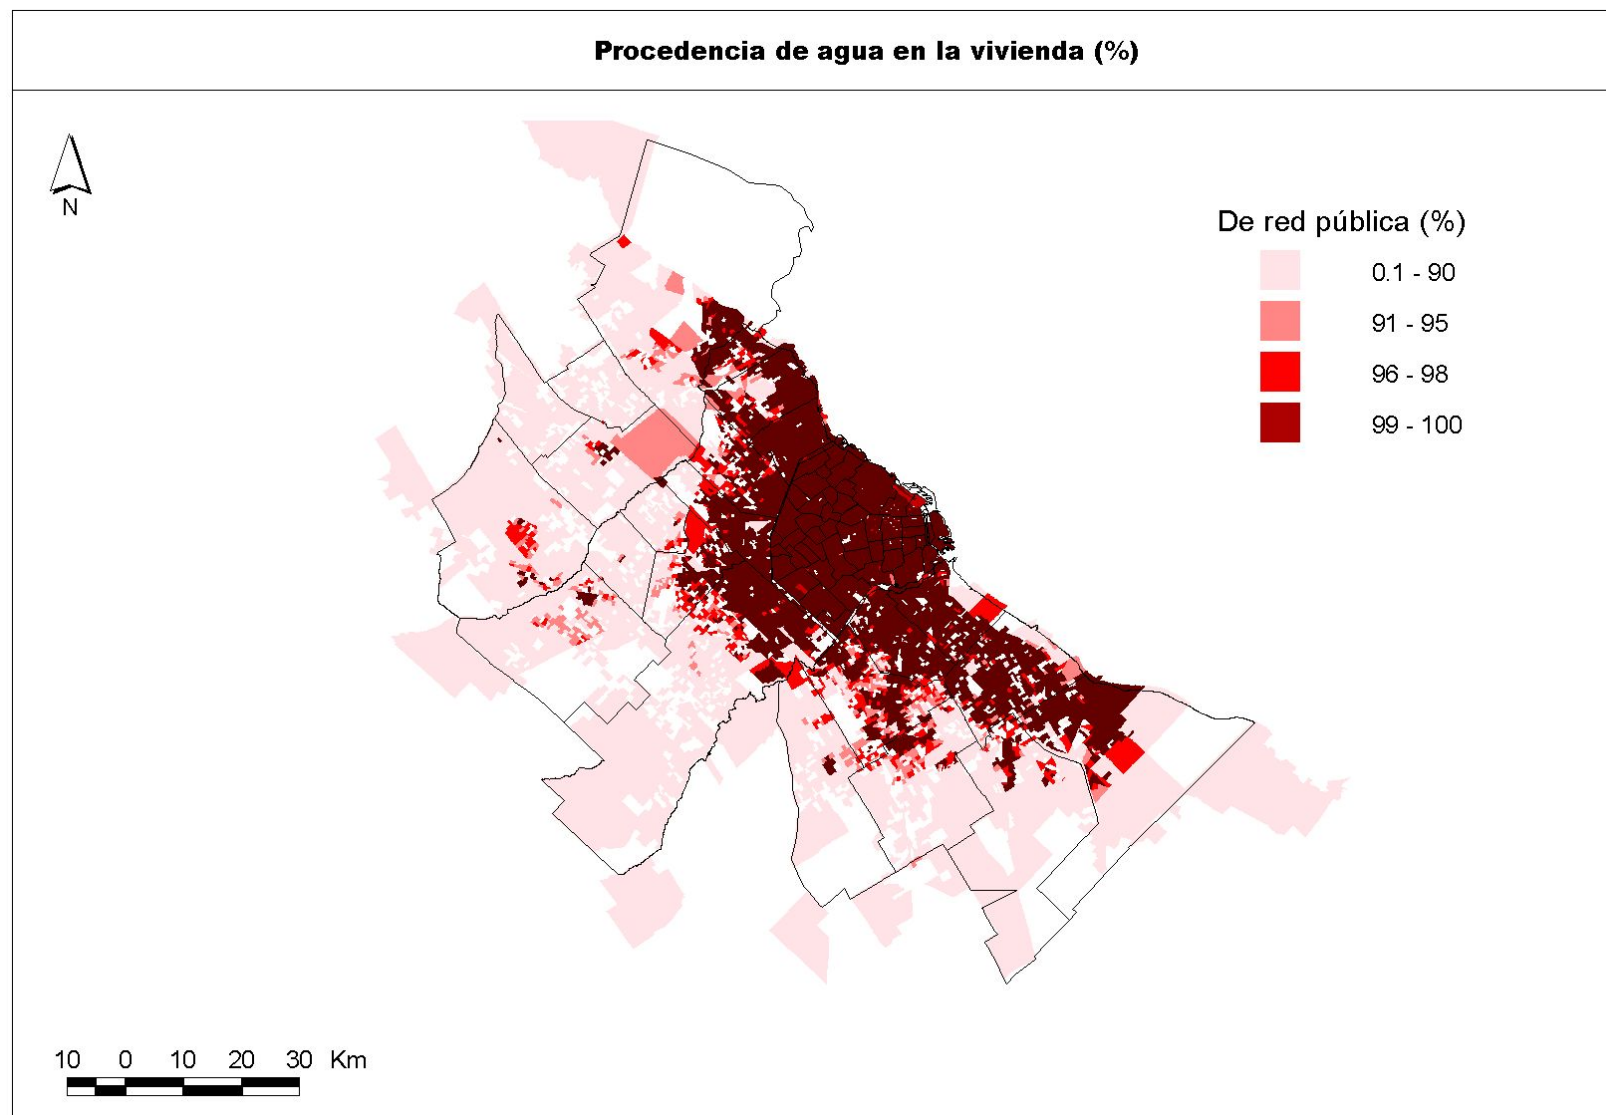 Procedencia de agua en la vivienda (%)
N
De red pública (%)
0.1 - 90
91 - 95
96 - 98
99 - 100
10 0 10 20 30 Km